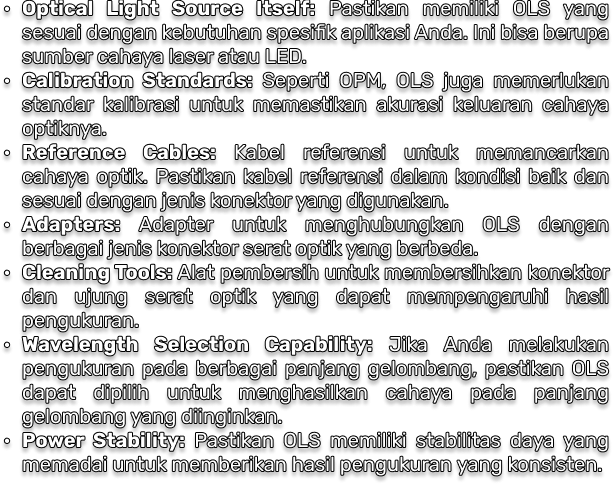 • Optical Light Source Itself: Pastikan memiliki OLS yang
sesuai dengan kebutuhan spesifik aplikasi Anda. Ini bisa berupa
sumber cahaya laser atau LED.
• Calibration Standards: Seperti OPM, OLS juga memerlukan
standar kalibrasi untuk memastikan akurasi keluaran cahaya
optiknya.
• Reference Cables: Kabel referensi untuk memancarkan
cahaya optik. Pastikan kabel referensi dalam kondisi baik dan
sesuai dengan jenis konektor yang digunakan.
• Adapters: Adapter untuk menghubungkan OLS dengan
berbagai jenis konektor serat optik yang berbeda.
• Cleaning Tools: Alat pembersih untuk membersihkan konektor
dan ujung serat optik yang dapat mempengaruhi hasil
pengukuran.
• Wavelength Selection Capability: Jika Anda melakukan
pengukuran pada berbagai panjang gelombang, pastikan OLS
dapat dipilih untuk menghasilkan cahaya pada panjang
gelombang yang diinginkan.
• Power Stability: Pastikan OLS memiliki stabilitas daya yang
memadai untuk memberikan hasil pengukuran yang konsisten.